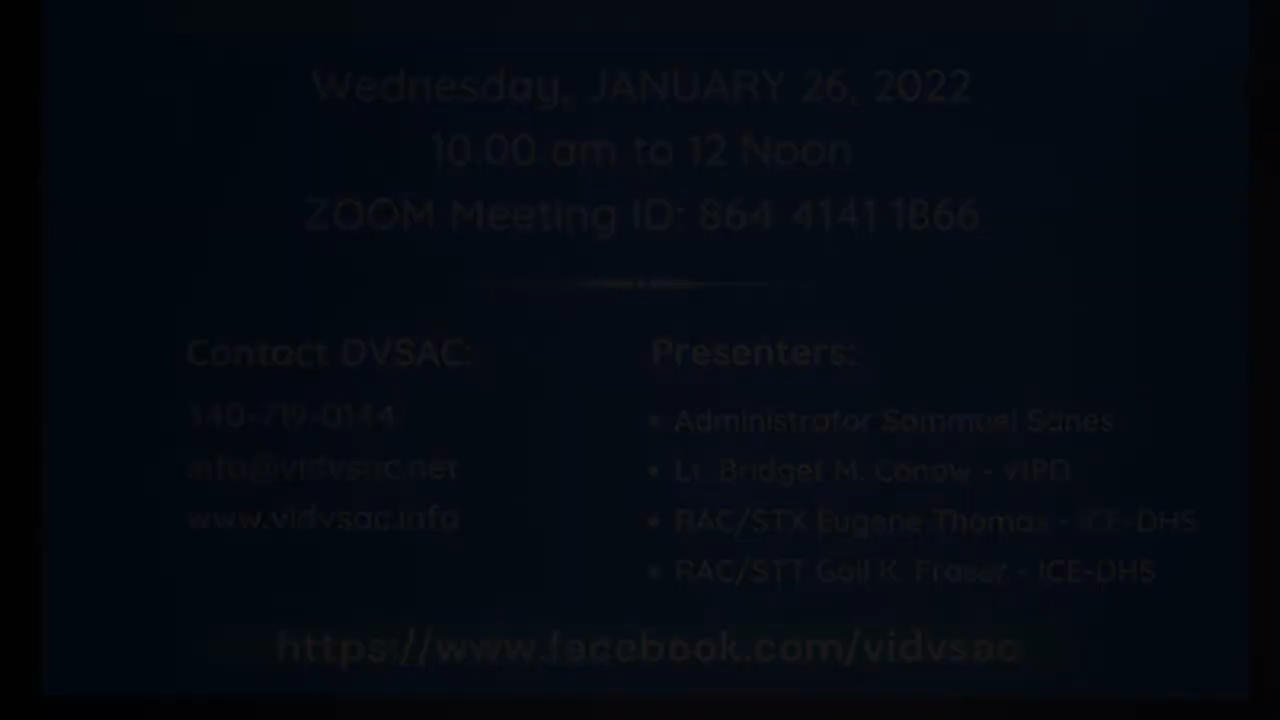 Wednesday, JANUARY 26, 2022
10:00 am to 12 Noon
ZOOM Meeting ID: 864 4141 1866
Contact DVSAC:
340-719-0144
info@vidvsac.net
www.vidvsac.info
Presenters:
• Administrator Sammuel Sanes
• Lt. Bridget M. Conow - VIPD
• RAC/STX Eugene Thomas - ICE-DHS
• RAC/STT Gail K. Fraser - ICE-DHS
https://www.facebook.com/vidvsac